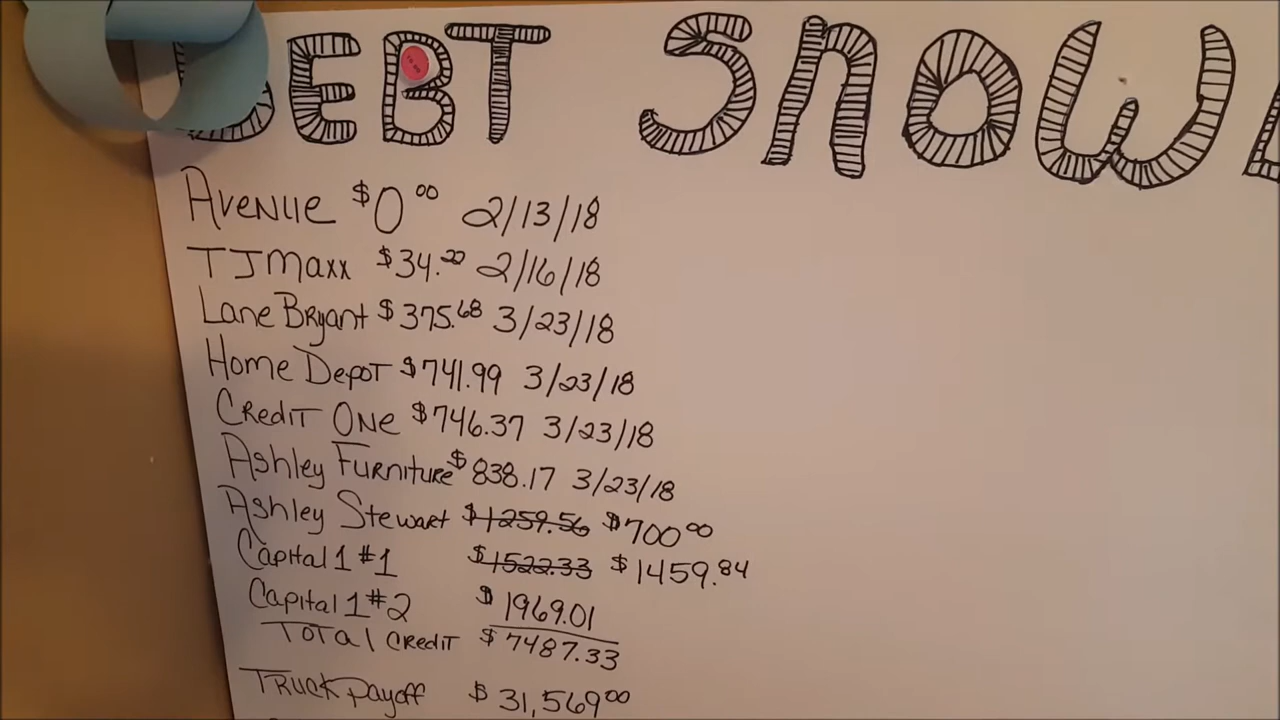 DEBT SNOW
AVENUE $0.00 2/13/18
TJ Maxx $34.20 2/16/18
Lane Bryant $375.68 3/23/18
Home Depot $741.99 3/23/18
Credit One $746.37 3/23/18
Ashley Furniture $838.17 3/23/18
Ashley Stewart $1259.56 $700.00
Capital 1 #1 $1522.33 $1459.84
Capital 1 #2 $1969.01
Total Credit $7487.33
Truck Payoff $31,569.00